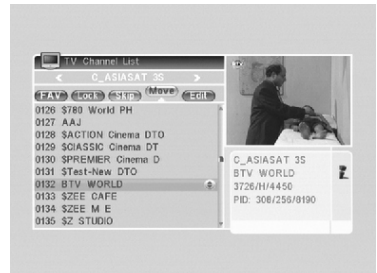 TV Channel List
C_ASIASAT 3S
FAV Lock Skip Move Edit
0126 $780 World PH
0127 AAJ
0128 $ACTION Cinema DTO
0129 $ClASSIC Cinema DT
0130 $PREMIER Cinema D
0131 $Test-New DTO
0132 BTV WORLD
0133 $ZEE CAFE
0134 $ZEE M E
0135 $Z STUDIO
C_ASIASAT 3S
BTV WORLD
3726/H/4450
PID: 308/256/8190